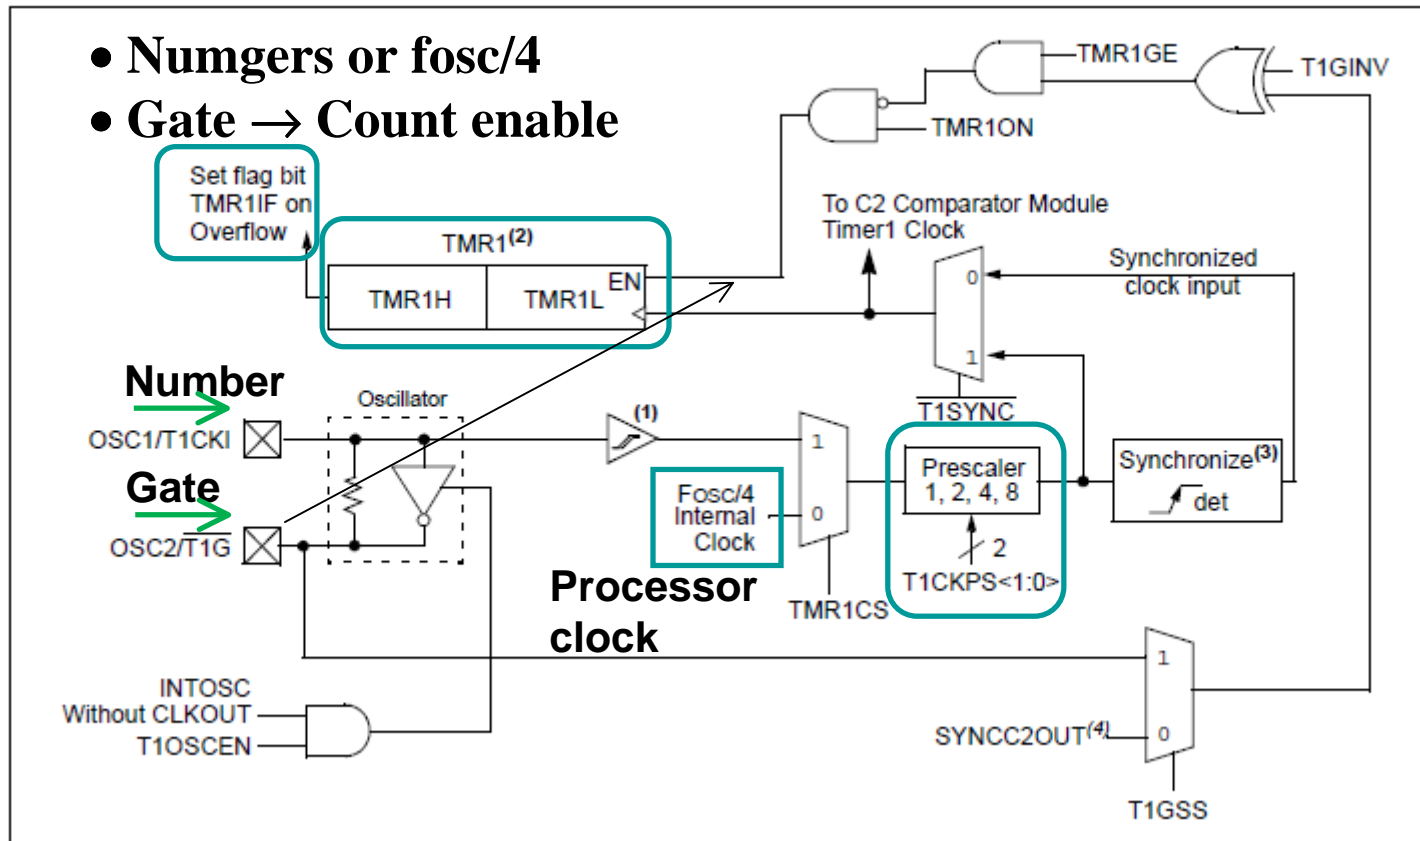 • Numgers or fosc/4
• Gate → Count enable
TMR1GE
T1GINV
TMR1ON
Set flag bit
TMR1IF on
Overflow
TMR1(2)
TMR1H
TMR1L
EN
To C2 Comparator Module
Timer1 Clock
0
1
Synchronized
clock input
T1SYNC
Number
OSC1/T1CKI
Oscillator
(1)
Gate
OSC2/T1G
1
0
Fosc/4
Internal
Clock
TMR1CS
Processor
clock
Prescaler
1, 2, 4, 8
2
T1CKPS<1:0>
Synchronize(3)
det
INTOSC
Without CLKOUT
T1OSCEN
1
0
SYNCC2OUT(4)
T1GSS